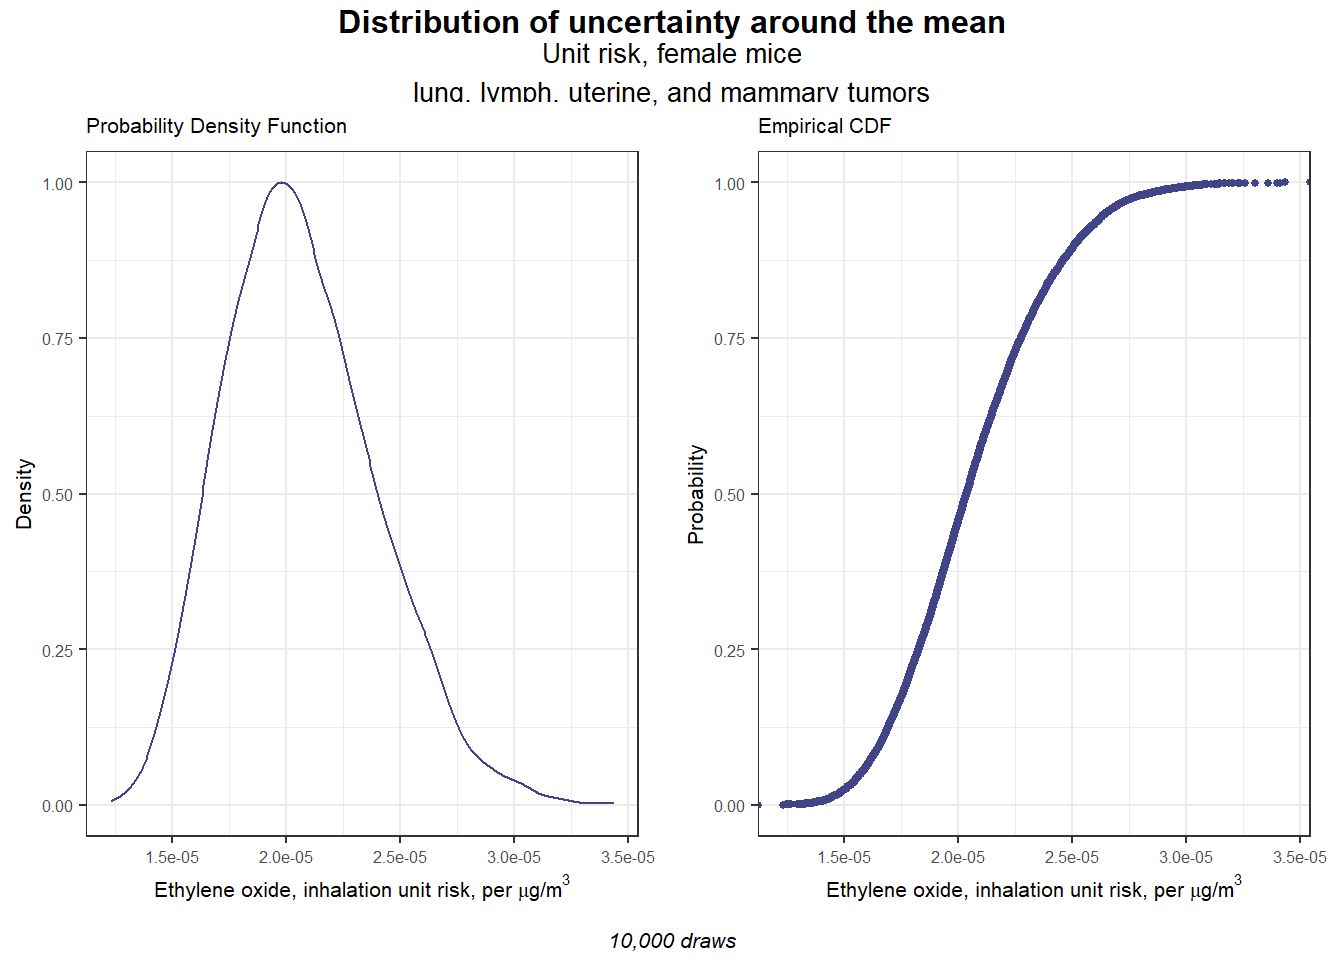 Distribution of uncertainty around the mean
Unit risk, female mice
lung, lymph, uterine, and mammary tumors
Probability Density Function
Empirical CDF
1.00
0.75
0.50
0.25
0.00
Density
1.5e-05 2.0e-05 2.5e-05 3.0e-05 3.5e-05
Ethylene oxide, inhalation unit risk, per μg/m³
1.00
0.75
0.50
0.25
0.00
Probability
1.5e-05 2.0e-05 2.5e-05 3.0e-05 3.5e-05
Ethylene oxide, inhalation unit risk, per μg/m³
10,000 draws